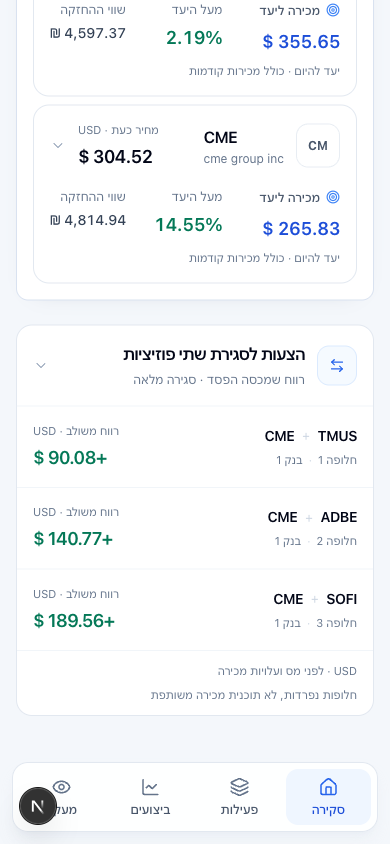 מכירה ליעד
מעל היעד
שווי ההחזקה
$ 355.65
2.19%
₪ 4,597.37
יעד להיום · כולל מכירות קודמות
CM
CME
cme group inc
מחיר כעת · USD
$ 304.52
מכירה ליעד
מעל היעד
שווי ההחזקה
$ 265.83
14.55%
₪ 4,814.94
יעד להיום · כולל מכירות קודמות
הצעות לסגירת שתי פוזיציות
רווח שמכסה הפסד · סגירה מלאה
TMUS + CME
רווח משולב · USD
חלופה 1 · בנק 1
$ 90.08+
ADBE + CME
רווח משולב · USD
חלופה 2 · בנק 1
$ 140.77+
SOFI + CME
רווח משולב · USD
חלופה 3 · בנק 1
$ 189.56+
USD · לפני מס ועלויות מכירה
חלופות נפרדות, לא תוכנית מכירה משותפת
סקירה
פעילות
ביצועים
N